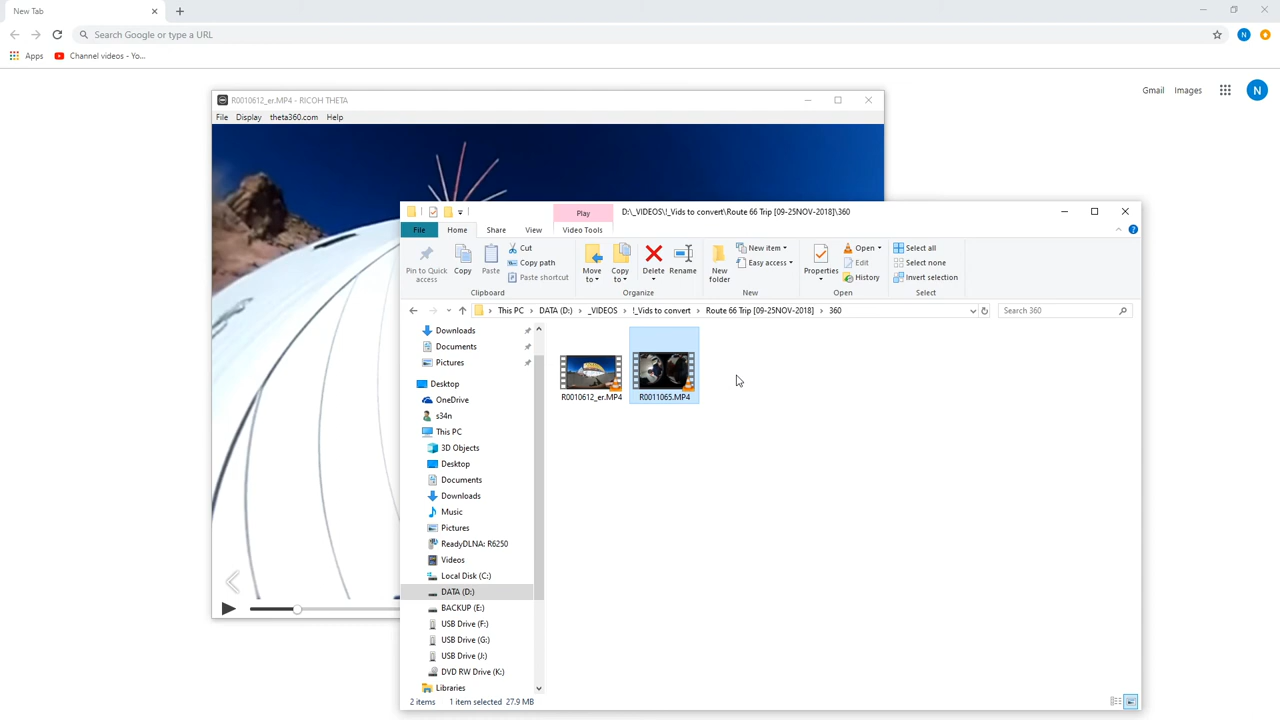 New Tab
Search Google or type a URL
N
Apps
Channel videos - Yo...
Gmail
Images
N
R0010612_er.MP4 - RICOH THETA
File
Display
theta360.com
Help
Play
D:\_VIDEOS\!_Vids to convert\Route 66 Trip [09-25NOV-2018]\360
File
Home
Share
View
Video Tools
Pin to Quick access
Copy
Paste
Cut
Copy path
Paste shortcut
Clipboard
Move to
Copy to
Delete
Rename
Organize
New folder
New item
Easy access
New
Properties
Open
Edit
History
Open
Select all
Select none
Invert selection
Select
This PC
DATA (D:)
_VIDEOS
!_Vids to convert
Route 66 Trip [09-25NOV-2018]
360
Search 360
Downloads
Documents
Pictures
Desktop
OneDrive
s34n
This PC
3D Objects
Desktop
Documents
Downloads
Music
Pictures
ReadyDLNA: R6250
Videos
Local Disk (C:)
DATA (D:)
BACKUP (E:)
USB Drive (F:)
USB Drive (G:)
USB Drive (J:)
DVD RW Drive (K:)
Libraries
R0010612_er.MP4
R0011065.MP4
2 items
1 item selected 27.9 MB